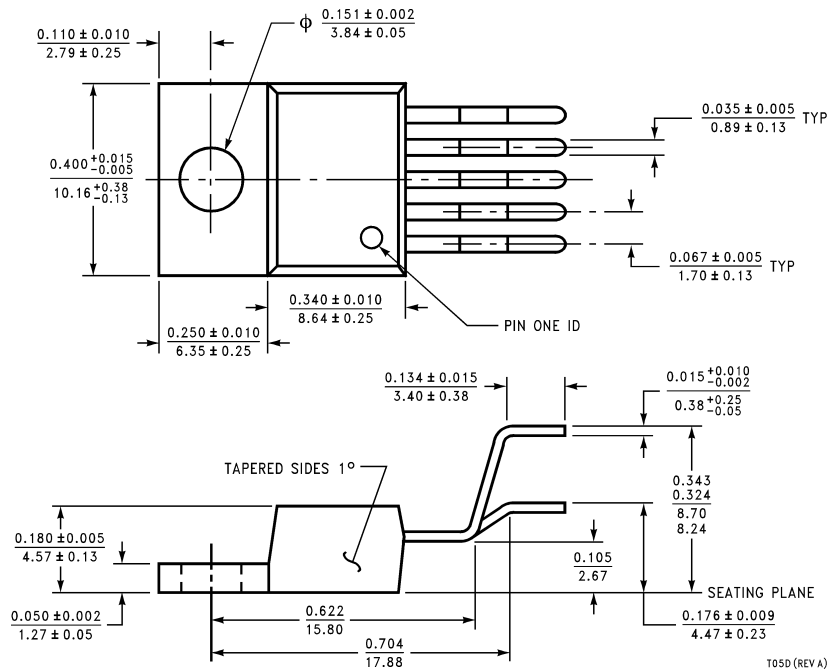 0.110 ± 0.010
2.79 ± 0.25
ϕ 0.151 ± 0.002
3.84 ± 0.05
0.035 ± 0.005 TYP
0.89 ± 0.13
0.400 +0.015 -0.005
10.16 +0.38 -0.13
0.067 ± 0.005 TYP
1.70 ± 0.13
0.340 ± 0.010
8.64 ± 0.25
PIN ONE ID
0.250 ± 0.010
6.35 ± 0.25
0.134 ± 0.015
3.40 ± 0.38
0.015 +0.010 -0.002
0.38 +0.25 -0.05
TAPERED SIDES 1°
0.343
0.324
8.70
8.24
0.180 ± 0.005
4.57 ± 0.13
0.105
2.67
SEATING PLANE
0.050 ± 0.002
1.27 ± 0.05
0.622
15.80
0.176 ± 0.009
4.47 ± 0.23
0.704
17.88
T05D (REV A)